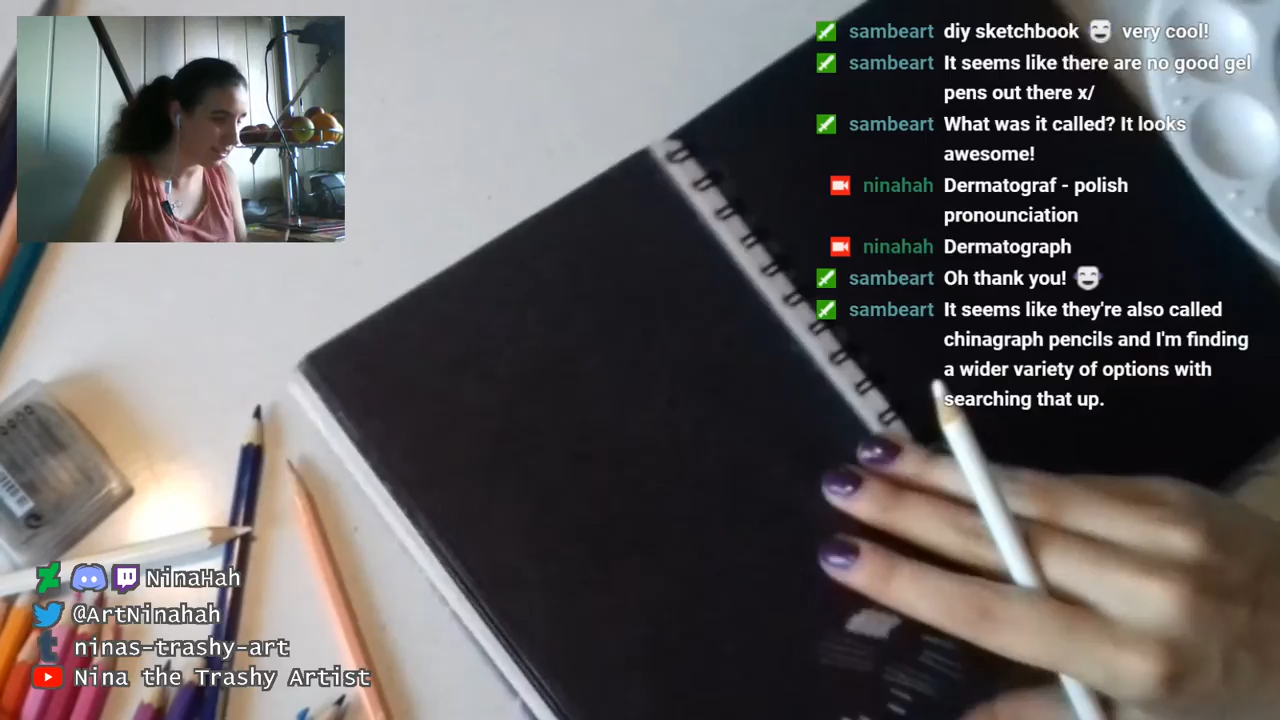 sambeart diy sketchbook very cool!
sambeart It seems like there are no good gel
pens out there x/
sambeart What was it called? It looks
awesome!
ninahah Dermatograf - polish
pronounciation
ninahah Dermatograph
sambeart Oh thank you!
sambeart It seems like they're also called
chinagraph pencils and I'm finding
a wider variety of options with
searching that up.
NinaHah
@ArtNinahah
ninas-trashy-art
Nina the Trashy Artist